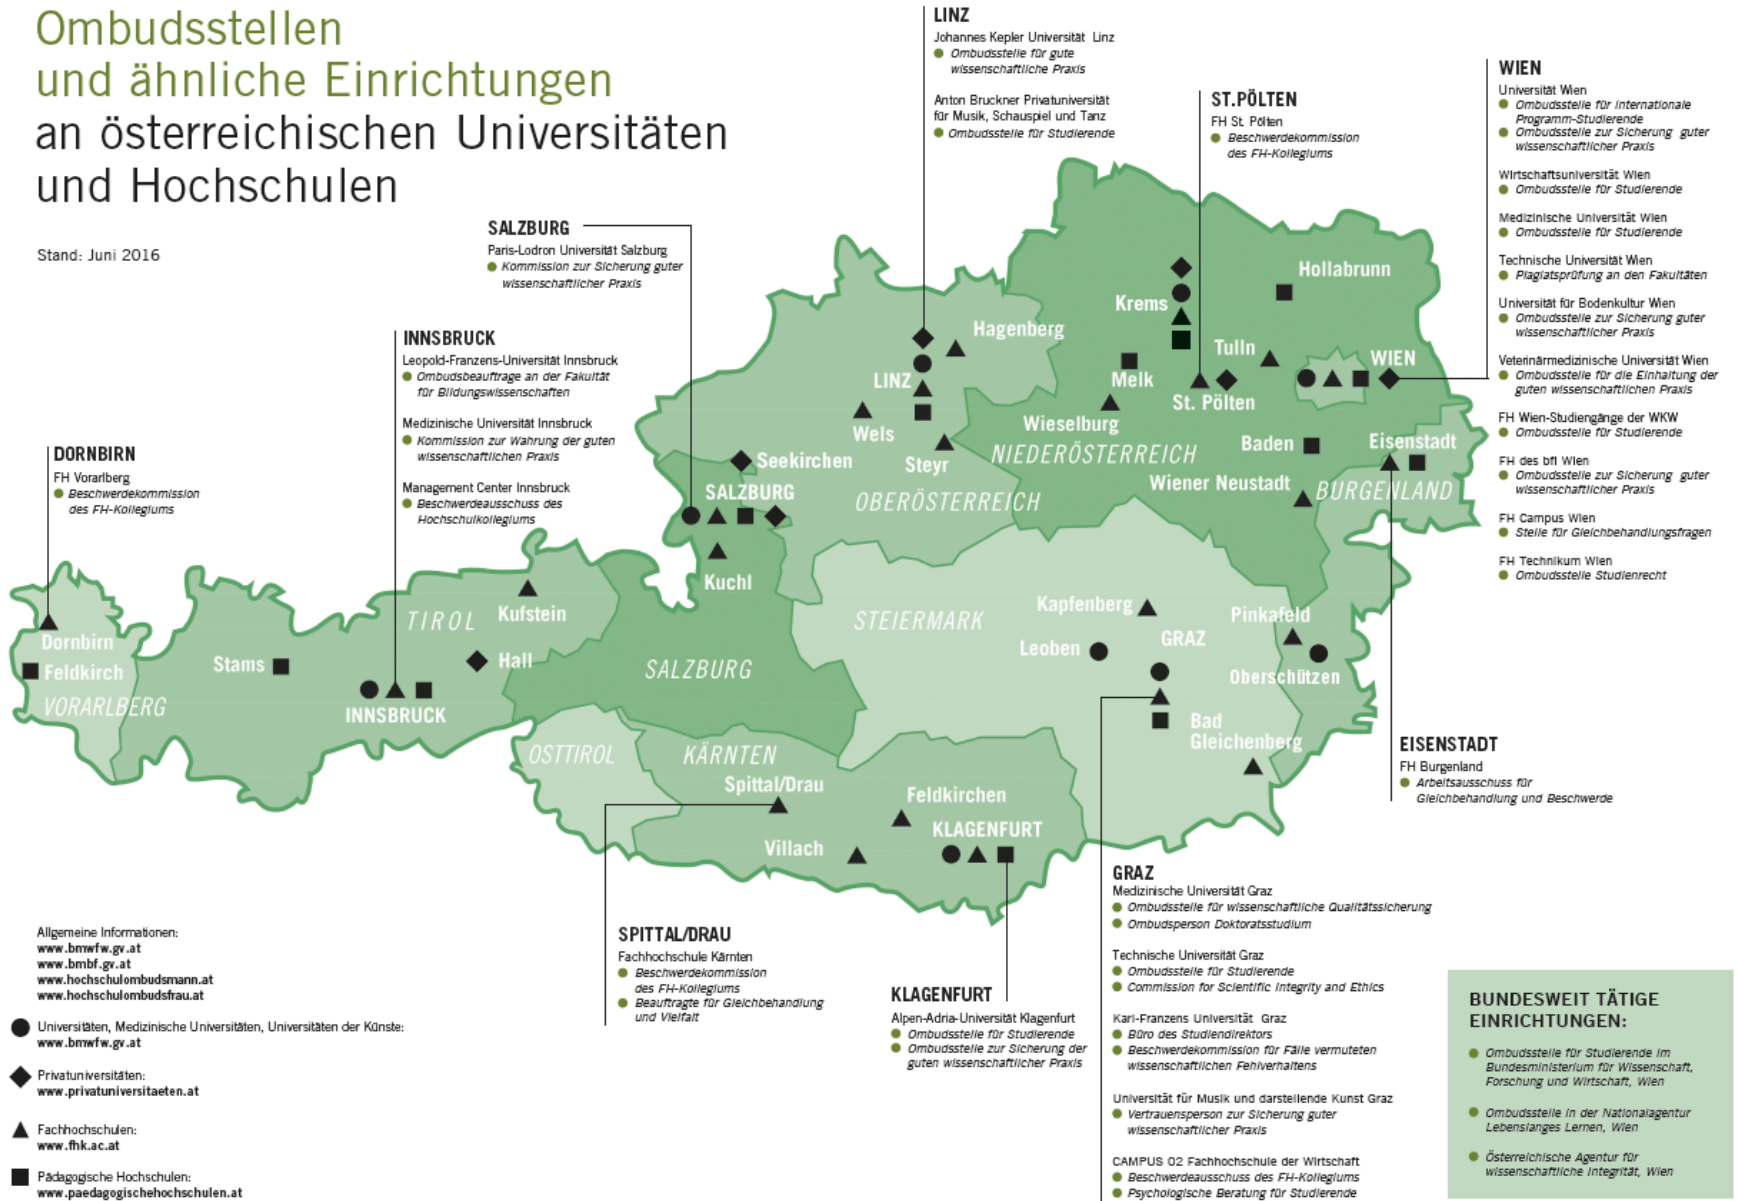 Ombudsstellen
und ähnliche Einrichtungen
an österreichischen Universitäten
und Hochschulen
Stand: Juni 2016
LINZ
Johannes Kepler Universität Linz
Ombudsstelle für gute
wissenschaftliche Praxis
Anton Bruckner Privatuniversität
für Musik, Schauspiel und Tanz
Ombudsstelle für Studierende
ST.PÖLTEN
FH St. Pölten
Beschwerdekommission
des FH-Kollegiums
WIEN
Universität Wien
Ombudsstelle für internationale
Programm-Studierende
Ombudsstelle zur Sicherung guter
wissenschaftlicher Praxis
Wirtschaftsuniversität Wien
Ombudsstelle für Studierende
Medizinische Universität Wien
Ombudsstelle für Studierende
Technische Universität Wien
Plagiatsprüfung an den Fakultäten
Universität für Bodenkultur Wien
Ombudsstelle zur Sicherung guter
wissenschaftlicher Praxis
Veterinärmedizinische Universität Wien
Ombudsstelle für die Einhaltung der
guten wissenschaftlichen Praxis
FH Wien-Studiengänge der WKW
Ombudsstelle für Studierende
FH des bfi Wien
Ombudsstelle zur Sicherung guter
wissenschaftlicher Praxis
FH Campus Wien
Stelle für Gleichbehandlungsfragen
FH Technikum Wien
Ombudsstelle Studienrecht
SALZBURG
Paris-Lodron Universität Salzburg
Kommission zur Sicherung guter
wissenschaftlicher Praxis
INNSBRUCK
Leopold-Franzens-Universität Innsbruck
Ombudsbeauftrage an der Fakultät
für Bildungswissenschaften
Medizinische Universität Innsbruck
Kommission zur Wahrung der guten
wissenschaftlichen Praxis
Management Center Innsbruck
Beschwerdeausschuss des
Hochschulkollegiums
DORNBIRN
FH Vorarlberg
Beschwerdekommission
des FH-Kollegiums
Hollabrunn
Krems
Hagenberg
Tulln
WIEN
LINZ
Melk
St. Pölten
Wieselburg
Wels
Steyr
NIEDERÖSTERREICH
Baden
Eisenstadt
Seekirchen
SALZBURG
OBERÖSTERREICH
Wiener Neustadt
BURGENLAND
Kuchl
TIROL
Kufstein
STEIERMARK
Kapfenberg
Pinkafeld
Dornbirn
Feldkirch
VORARLBERG
Stams
Hall
INNSBRUCK
SALZBURG
Leoben
GRAZ
Oberschützen
Bad
Gleichenberg
OSTTIROL
KÄRNTEN
Spittal/Drau
Feldkirchen
KLAGENFURT
Villach
EISENSTADT
FH Burgenland
Arbeitsausschuss für
Gleichbehandlung und Beschwerde
GRAZ
Medizinische Universität Graz
Ombudsstelle für wissenschaftliche Qualitätssicherung
Ombudsperson Doktoratsstudium
Technische Universität Graz
Ombudsstelle für Studierende
Commission for Scientific Integrity and Ethics
Karl-Franzens Universität Graz
Büro des Studiendirektors
Beschwerdekommission für Fälle vermuteten
wissenschaftlichen Fehlverhaltens
Universität für Musik und darstellende Kunst Graz
Vertrauensperson zur Sicherung guter
wissenschaftlicher Praxis
CAMPUS 02 Fachhochschule der Wirtschaft
Beschwerdeausschuss des FH-Kollegiums
Psychologische Beratung für Studierende
SPITTAL/DRAU
Fachhochschule Kärnten
Beschwerdekommission
des FH-Kollegiums
Beauftragte für Gleichbehandlung
und Vielfalt
KLAGENFURT
Alpen-Adria-Universität Klagenfurt
Ombudsstelle für Studierende
Ombudsstelle zur Sicherung der
guten wissenschaftlichen Praxis
Allgemeine Informationen:
www.bmwfw.gv.at
www.bmbf.gv.at
www.hochschulombudsmann.at
www.hochschulombudsfrau.at
Universitäten, Medizinische Universitäten, Universitäten der Künste:
www.bmwfw.gv.at
Privatuniversitäten:
www.privatuniversitaeten.at
Fachhochschulen:
www.fhk.ac.at
Pädagogische Hochschulen:
www.paedagogischehochschulen.at
BUNDESWEIT TÄTIGE
EINRICHTUNGEN:
Ombudsstelle für Studierende im
Bundesministerium für Wissenschaft,
Forschung und Wirtschaft, Wien
Ombudsstelle in der Nationalagentur
Lebenslanges Lernen, Wien
Österreichische Agentur für
wissenschaftliche Integrität, Wien